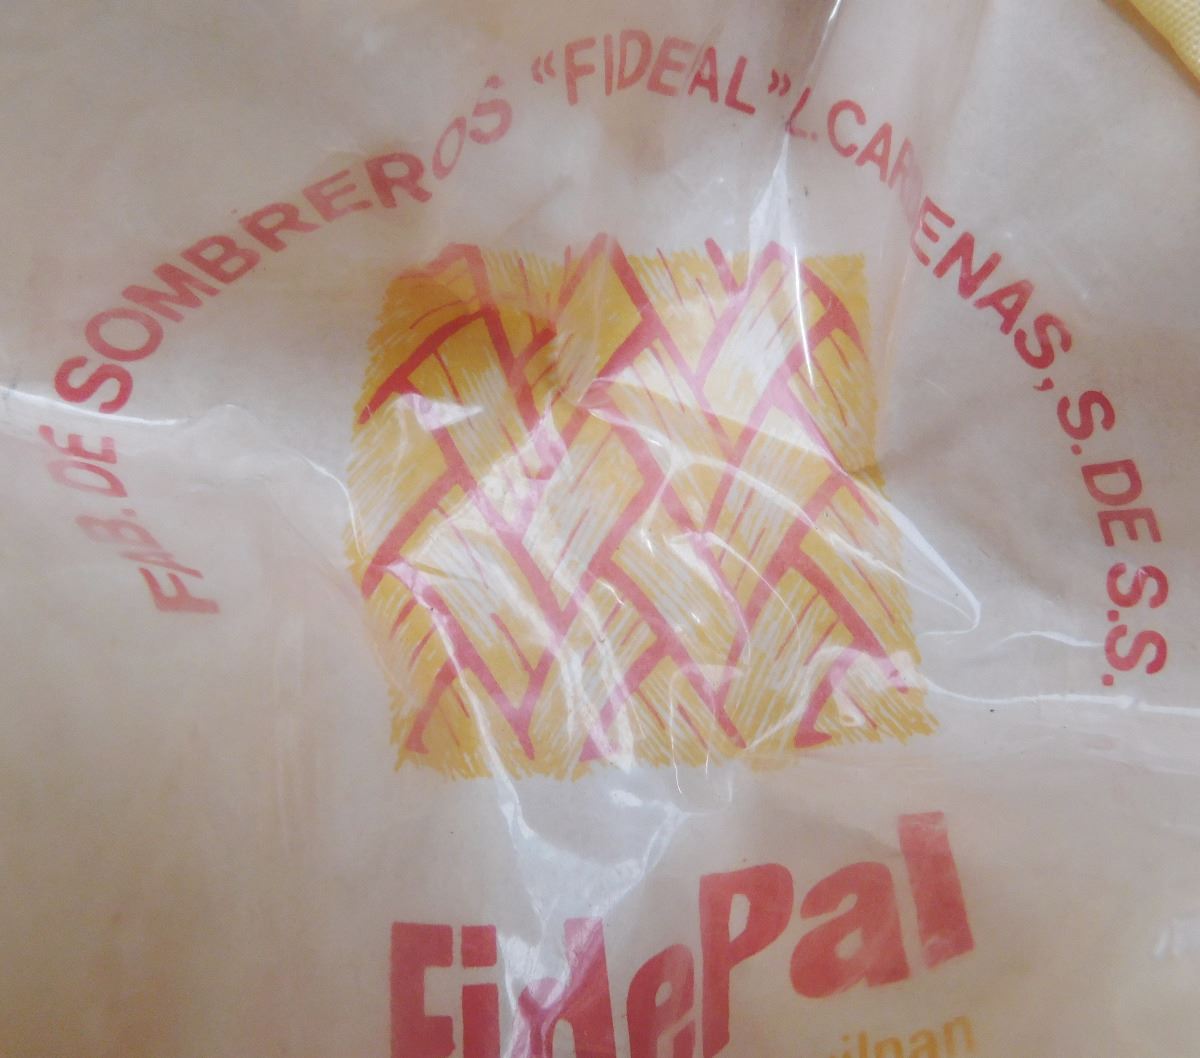 FAB. DE SOMBREROS “FIDEAL” L. CARDENAS, S. DE S.S.
FidePal